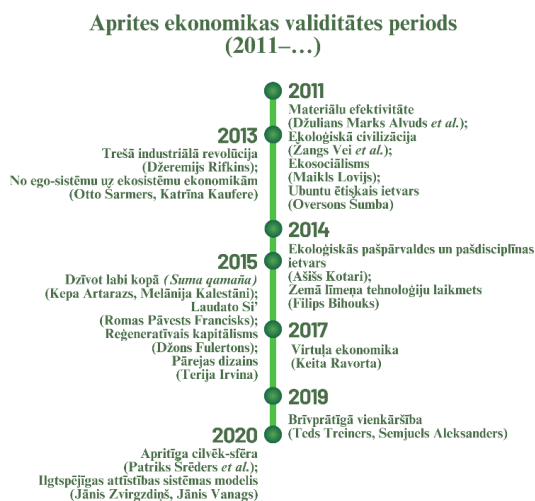 Aprites ekonomikas validitātes periods
(2011–…)
2011
Materiālu efektivitāte
(Džulians Marks Alvuds et al.);
Ekoloģiskā civilizācija
(Žangs Vei et al.);
Ekosociālisms
(Maikls Lovijs);
Ubuntu ētiskais ietvars
(Oversons Šumba)
2013
Trešā industriālā revolūcija
(Džeremijs Rifkins);
No ego-sistēmu uz ekosistēmu ekonomikām
(Otto Šarmers, Katrīna Kaufere)
2014
Ekoloģiskās pašpārvaldes un pašdisciplīnas
ietvars
(Ašišs Kotari);
Zemā līmeņa tehnoloģiju laikmets
(Filips Bihouks)
2015
Dzīvot labi kopā (Suma qamaña)
(Kepa Artarazs, Melānija Kalestāni);
Laudato Si’
(Romas Pāvests Francisks);
Reģeneratīvais kapitālisms
(Džons Fulertons);
Pārejas dizains
(Terija Irvina)
2017
Virtuļa ekonomika
(Keita Ravorta)
2019
Brīvprātīgā vienkāršība
(Teds Treiners, Semjuels Aleksanders)
2020
Apritīga cilvēk-sfēra
(Patriks Šrēders et al.);
Ilgtspējīgas attīstības sistēmas modelis
(Jānis Zvirgzdiņš, Jānis Vanags)